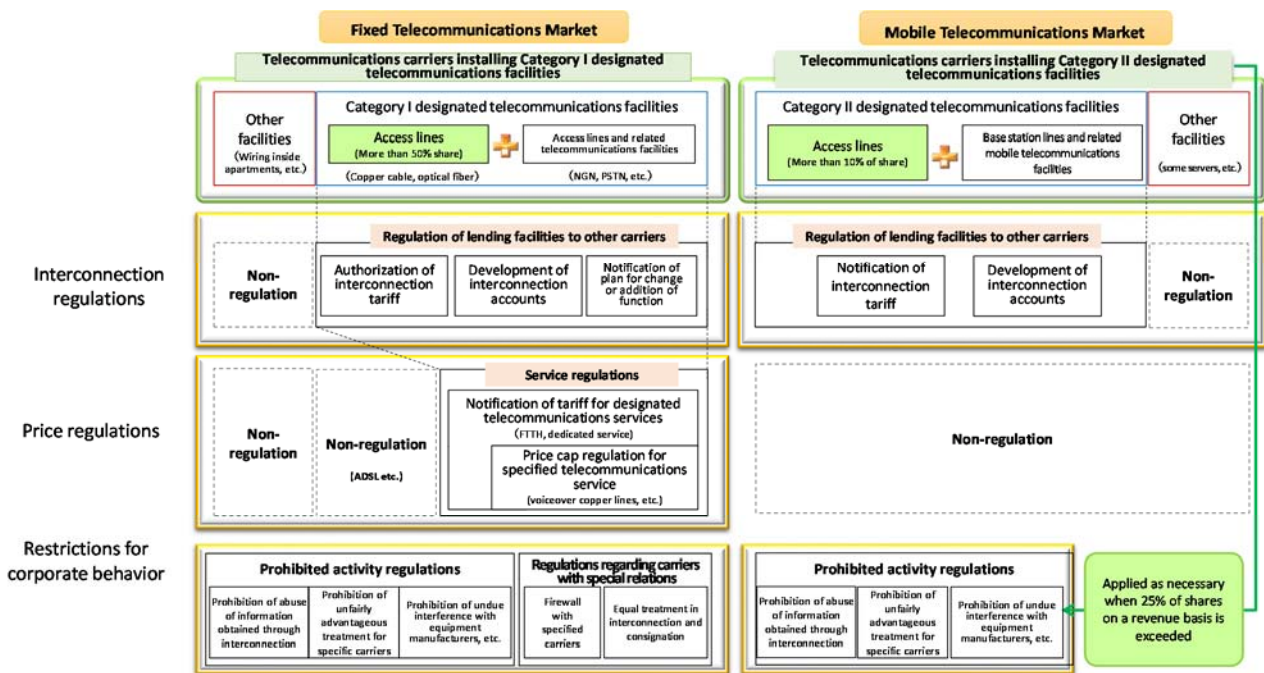 Fixed Telecommunications Market
Mobile Telecommunications Market
Telecommunications carriers installing Category I designated
telecommunications facilities
Telecommunications carriers installing Category II designated
telecommunications facilities
Other
facilities
(Wiring inside
apartments, etc.)
Category I designated telecommunications facilities
Access lines
(More than 50% share)
(Copper cable, optical fiber)
Access lines and related
telecommunications facilities
(NGN, PSTN, etc.)
Category II designated telecommunications facilities
Access lines
(More than 10% of share)
Base station lines and related
mobile telecommunications
facilities
Other
facilities
(some servers, etc.)
Interconnection
regulations
Non-
regulation
Regulation of lending facilities to other carriers
Authorization of
interconnection
tariff
Development of
interconnection
accounts
Notification of
plan for change
or addition of
function
Regulation of lending facilities to other carriers
Notification of
interconnection
tariff
Development of
interconnection
accounts
Non-
regulation
Price regulations
Non-
regulation
Non-regulation
(ADSL etc.)
Service regulations
Notification of tariff for designated
telecommunications services
(FTTH, dedicated service)
Price cap regulation for
specified telecommunications
service
(voiceover copper lines, etc.)
Non-regulation
Restrictions for
corporate behavior
Prohibited activity regulations
Prohibition of abuse
of information
obtained through
interconnection
Prohibition of
unfairly
advantageous
treatment for
specific carriers
Prohibition of undue
interference with
equipment
manufacturers, etc.
Regulations regarding carriers
with special relations
Firewall
with
specified
carriers
Equal treatment in
interconnection and
consignation
Prohibited activity regulations
Prohibition of abuse
of information
obtained through
interconnection
Prohibition of
unfairly
advantageous
treatment for
specific carriers
Prohibition of undue
interference with
equipment
manufacturers, etc.
Applied as necessary
when 25% of shares
on a revenue basis is
exceeded